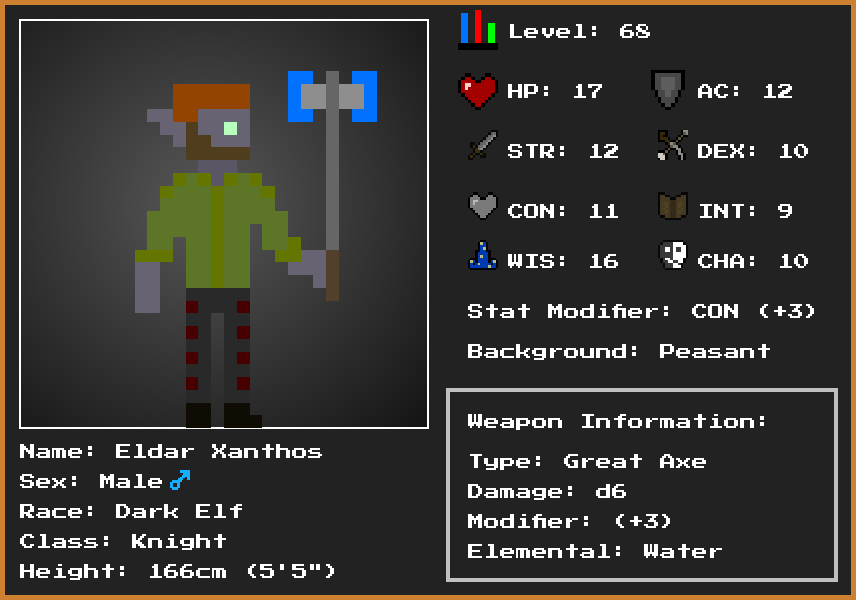 Level: 68
HP: 17 AC: 12
STR: 12 DEX: 10
CON: 11 INT: 9
WIS: 16 CHA: 10
Stat Modifier: CON (+3)
Background: Peasant
Weapon Information:
Type: Great Axe
Damage: d6
Modifier: (+3)
Elemental: Water
Name: Eldar Xanthos
Sex: Male ♂
Race: Dark Elf
Class: Knight
Height: 166cm (5'5")